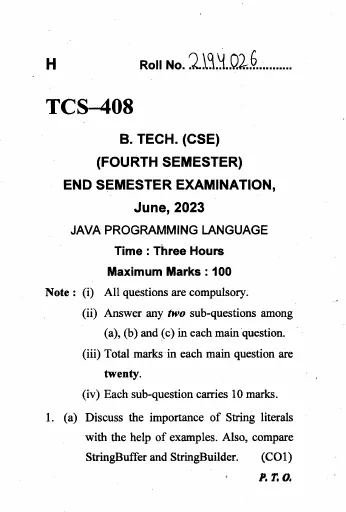 H Roll No. 2194026
TCS–408
B. TECH. (CSE)
(FOURTH SEMESTER)
END SEMESTER EXAMINATION,
June, 2023
JAVA PROGRAMMING LANGUAGE
Time : Three Hours
Maximum Marks : 100
Note : (i) All questions are compulsory.
(ii) Answer any two sub-questions among
(a), (b) and (c) in each main question.
(iii) Total marks in each main question are
twenty.
(iv) Each sub-question carries 10 marks.
1. (a) Discuss the importance of String literals
with the help of examples. Also, compare
StringBuffer and StringBuilder. (CO1)
P. T. O.